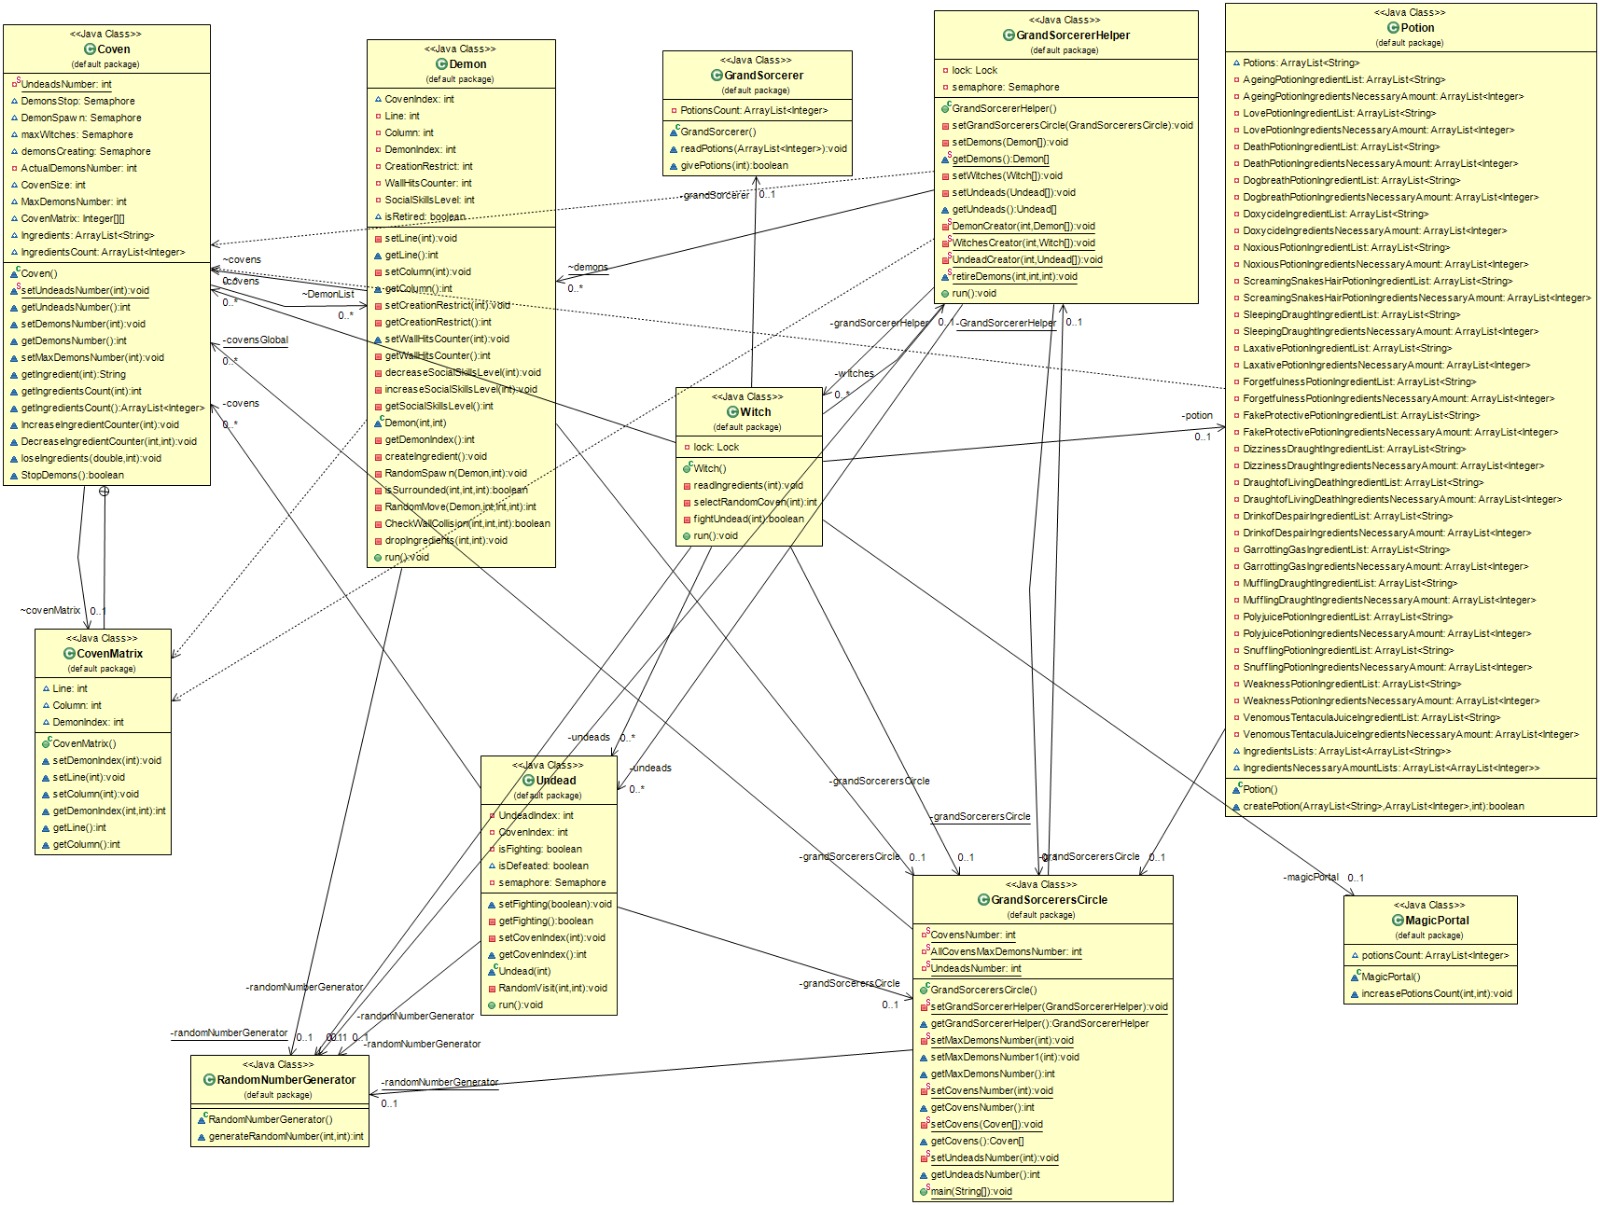 <<Java Class>>
Coven
(default package)
UndeadsNumber: int
DemonsStop: Semaphore
DemonSpawn: Semaphore
maxWitches: Semaphore
demonsCreating: Semaphore
ActualDemonsNumber: int
CovenSize: int
MaxDemonsNumber: int
CovenMatrix: Integer[][]
Ingredients: ArrayList<String>
IngredientsCount: ArrayList<Integer>
Coven()
setUndeadsNumber(int):void
getUndeadsNumber():int
setDemonsNumber(int):void
getDemonsNumber():int
setMaxDemonsNumber(int):void
getIngredient(int):String
getIngredientsCount(int):int
getIngredientsCount():ArrayList<Integer>
IncreaseIngredientCounter(int):void
DecreaseIngredientCounter(int,int):void
loseIngredients(double,int):void
StopDemons():boolean
<<Java Class>>
Demon
(default package)
CovenIndex: int
Line: int
Column: int
DemonIndex: int
CreationRestrict: int
WallHitsCounter: int
SocialSkillsLevel: int
isRetired: boolean
setLine(int):void
getLine():int
setColumn(int):void
getColumn():int
setCreationRestrict(int):void
getCreationRestrict():int
setWallHitsCounter(int):void
getWallHitsCounter():int
decreaseSocialSkillsLevel(int):void
increaseSocialSkillsLevel(int):void
getSocialSkillsLevel():int
Demon(int,int)
getDemonIndex():int
createIngredient():void
RandomSpawn(Demon,int):void
isSurrounded(int,int,int):boolean
RandomMove(Demon,int,int,int):int
CheckWallCollision(int,int,int):boolean
dropIngredients(int,int):void
run():void
<<Java Class>>
GrandSorcerer
(default package)
PotionsCount: ArrayList<Integer>
GrandSorcerer()
readPotions(ArrayList<Integer>):void
givePotions(int):boolean
<<Java Class>>
GrandSorcererHelper
(default package)
lock: Lock
semaphore: Semaphore
GrandSorcererHelper()
setGrandSorcerersCircle(GrandSorcerersCircle):void
setDemons(Demon[]):void
getDemons():Demon[]
setWitches(Witch[]):void
setUndeads(Undead[]):void
getUndeads():Undead[]
DemonCreator(int,Demon[]):void
WitchesCreator(int,Witch[]):void
UndeadCreator(int,Undead[]):void
retireDemons(int,int,int):void
run():void
<<Java Class>>
Potion
(default package)
Potions: ArrayList<String>
AgeingPotionIngredientList: ArrayList<String>
AgeingPotionIngredientsNecessaryAmount: ArrayList<Integer>
LovePotionIngredientList: ArrayList<String>
LovePotionIngredientsNecessaryAmount: ArrayList<Integer>
DeathPotionIngredientList: ArrayList<String>
DeathPotionIngredientsNecessaryAmount: ArrayList<Integer>
DogbreathPotionIngredientList: ArrayList<String>
DogbreathPotionIngredientsNecessaryAmount: ArrayList<Integer>
DoxycideIngredientList: ArrayList<String>
DoxycideIngredientsNecessaryAmount: ArrayList<Integer>
NoxiousPotionIngredientList: ArrayList<String>
NoxiousPotionIngredientsNecessaryAmount: ArrayList<Integer>
ScreamingSnakesHairPotionIngredientList: ArrayList<String>
ScreamingSnakesHairPotionIngredientsNecessaryAmount: ArrayList<Integer>
SleepingDraughtIngredientList: ArrayList<String>
SleepingDraughtIngredientsNecessaryAmount: ArrayList<Integer>
LaxativePotionIngredientList: ArrayList<String>
LaxativePotionIngredientsNecessaryAmount: ArrayList<Integer>
ForgetfulnessPotionIngredientList: ArrayList<String>
ForgetfulnessPotionIngredientsNecessaryAmount: ArrayList<Integer>
FakeProtectivePotionIngredientList: ArrayList<String>
FakeProtectivePotionIngredientsNecessaryAmount: ArrayList<Integer>
DizzinessDraughtIngredientList: ArrayList<String>
DizzinessDraughtIngredientsNecessaryAmount: ArrayList<Integer>
DraughtofLivingDeathIngredientList: ArrayList<String>
DraughtofLivingDeathIngredientsNecessaryAmount: ArrayList<Integer>
DrinkofDespairIngredientList: ArrayList<String>
DrinkofDespairIngredientsNecessaryAmount: ArrayList<Integer>
GarrottingGasIngredientList: ArrayList<String>
GarrottingGasIngredientsNecessaryAmount: ArrayList<Integer>
MufflingDraughtIngredientList: ArrayList<String>
MufflingDraughtIngredientsNecessaryAmount: ArrayList<Integer>
PolyjuicePotionIngredientList: ArrayList<String>
PolyjuicePotionIngredientsNecessaryAmount: ArrayList<Integer>
SnufflingPotionIngredientList: ArrayList<String>
SnufflingPotionIngredientsNecessaryAmount: ArrayList<Integer>
WeaknessPotionIngredientList: ArrayList<String>
WeaknessPotionIngredientsNecessaryAmount: ArrayList<Integer>
VenomousTentaculaJuiceIngredientList: ArrayList<String>
VenomousTentaculaJuiceIngredientsNecessaryAmount: ArrayList<Integer>
IngredientsLists: ArrayList<ArrayList<String>>
IngredientsNecessaryAmountLists: ArrayList<ArrayList<Integer>>
Potion()
createPotion(ArrayList<String>,ArrayList<Integer>,int):boolean
-grandSorcerer
0..1
~covens
0..*
-covens
0..*
~DemonList
0..*
~demons
0..*
-covensGlobal
0..*
-covens
0..*
-grandSorcererHelper
0..1
-GrandSorcererHelper
0..1
-witches
0..*
-potion
0..1
<<Java Class>>
Witch
(default package)
lock: Lock
Witch()
readIngredients(int):void
selectRandomCoven(int):int
fightUndead(int):boolean
run():void
~covenMatrix
0..1
<<Java Class>>
CovenMatrix
(default package)
Line: int
Column: int
DemonIndex: int
CovenMatrix()
setDemonIndex(int):void
setLine(int):void
setColumn(int):void
getDemonIndex(int,int):int
getLine():int
getColumn():int
-undeads
0..*
-undeads
0..*
<<Java Class>>
Undead
(default package)
UndeadIndex: int
CovenIndex: int
isFighting: boolean
isDefeated: boolean
semaphore: Semaphore
setFighting(boolean):void
getFighting():boolean
setCovenIndex(int):void
getCovenIndex():int
Undead(int)
RandomVisit(int,int):void
run():void
-grandSorcerersCircle
-grandSorcerersCircle
-grandSorcerersCircle
0..1
0..1
-grandSorcerersCircle
0..1
-grandSorcerersCircle
0..1
<<Java Class>>
GrandSorcerersCircle
(default package)
CovensNumber: int
AllCovensMaxDemonsNumber: int
UndeadsNumber: int
GrandSorcerersCircle()
setGrandSorcererHelper(GrandSorcererHelper):void
getGrandSorcererHelper():GrandSorcererHelper
setMaxDemonsNumber(int):void
setMaxDemonsNumber1(int):void
getMaxDemonsNumber():int
setCovensNumber(int):void
getCovensNumber():int
setCovens(Coven[]):void
getCovens():Coven[]
setUndeadsNumber(int):void
getUndeadsNumber():int
main(String[]):void
-magicPortal
0..1
<<Java Class>>
MagicPortal
(default package)
potionsCount: ArrayList<Integer>
MagicPortal()
increasePotionsCount(int,int):void
-randomNumberGenerator
-randomNumberGenerator
-randomNumberGenerator
0..1
0..1
-randomNumberGenerator
-randomNumberGenerator
0..1
<<Java Class>>
RandomNumberGenerator
(default package)
RandomNumberGenerator()
generateRandomNumber(int,int):int